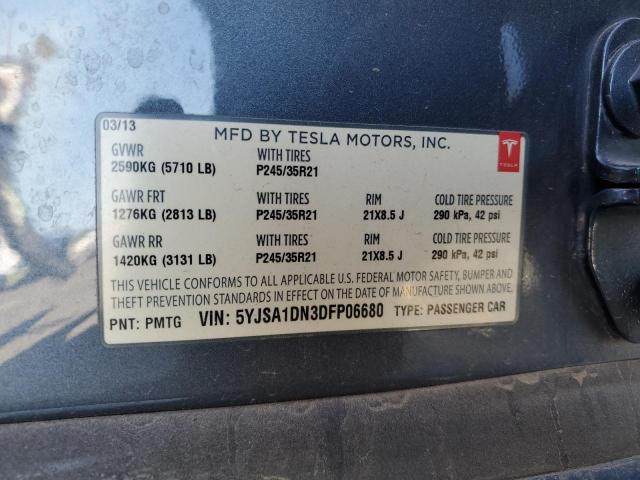 03/13
MFD BY TESLA MOTORS, INC.
TESLA
GVWR WITH TIRES
2590KG (5710 LB) P245/35R21
GAWR FRT WITH TIRES RIM COLD TIRE PRESSURE
1276KG (2813 LB) P245/35R21 21X8.5 J 290 kPa, 42 psi
GAWR RR WITH TIRES RIM COLD TIRE PRESSURE
1420KG (3131 LB) P245/35R21 21X8.5 J 290 kPa, 42 psi
THIS VEHICLE CONFORMS TO ALL APPLICABLE U.S. FEDERAL MOTOR SAFETY, BUMPER AND
THEFT PREVENTION STANDARDS IN EFFECT ON THE DATE OF MANUFACTURE SHOWN ABOVE.
PNT: PMTG VIN: 5YJSA1DN3DFP06680 TYPE: PASSENGER CAR